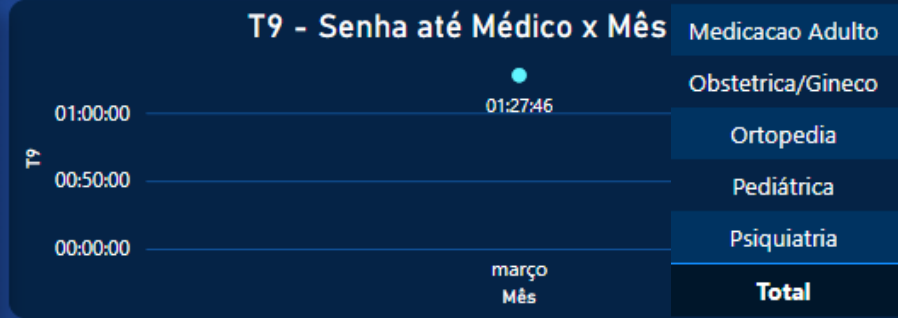 T9 - Senha até Médico x Mês
01:27:46
01:00:00
00:50:00
00:00:00
T9
março
Mês
Medicacao Adulto
Obstetrica/Gineco
Ortopedia
Pediátrica
Psiquiatria
Total